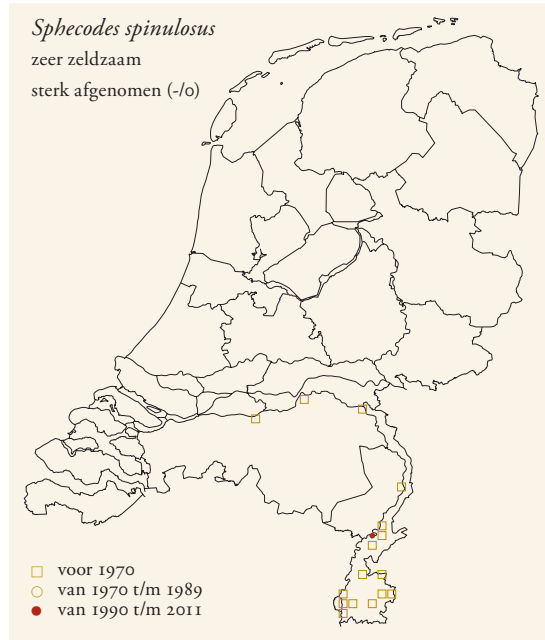 Sphecodes spinulosus
zeer zeldzaam
sterk afgenomen (-/0)
voor 1970
van 1970 t/m 1989
van 1990 t/m 2011